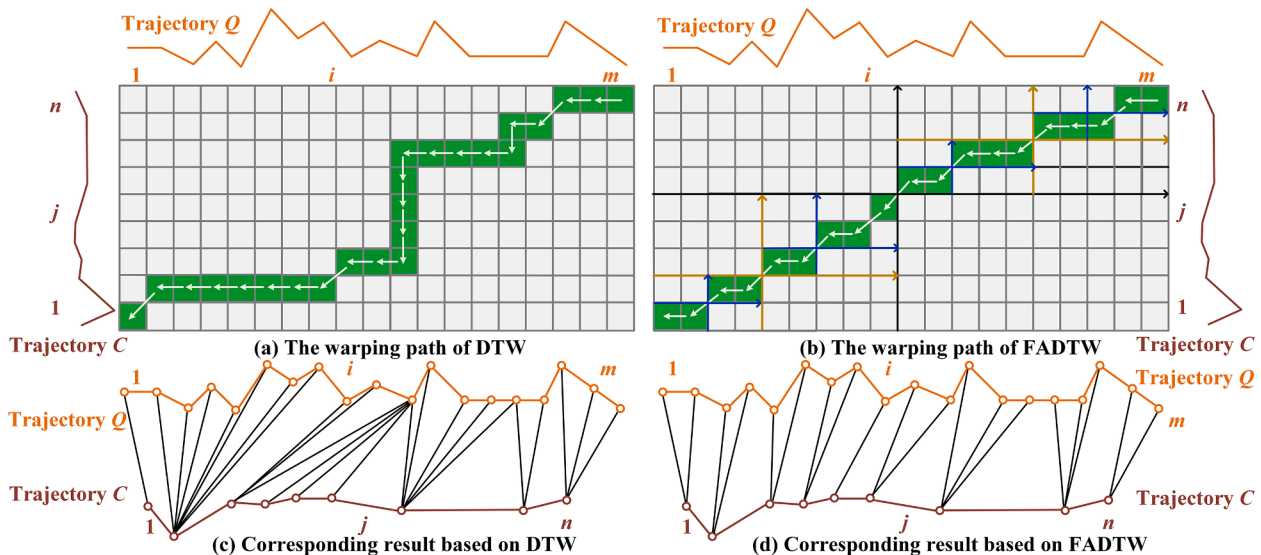 Trajectory Q
1 i m
n
j
1
Trajectory C
(a) The warping path of DTW
Trajectory Q
1 i m
n
j
1
Trajectory C
(b) The warping path of FADTW
1 i m
Trajectory Q
Trajectory C
1 j n
(c) Corresponding result based on DTW
1 i
Trajectory Q
m
Trajectory C
1 j n
(d) Corresponding result based on FADTW